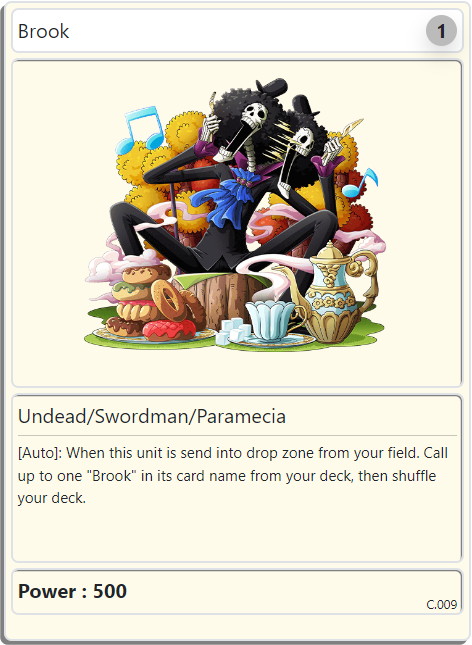 Brook
1
Undead/Swordman/Paramecia
[Auto]: When this unit is send into drop zone from your field. Call
up to one "Brook" in its card name from your deck, then shuffle
your deck.
Power : 500
C.009